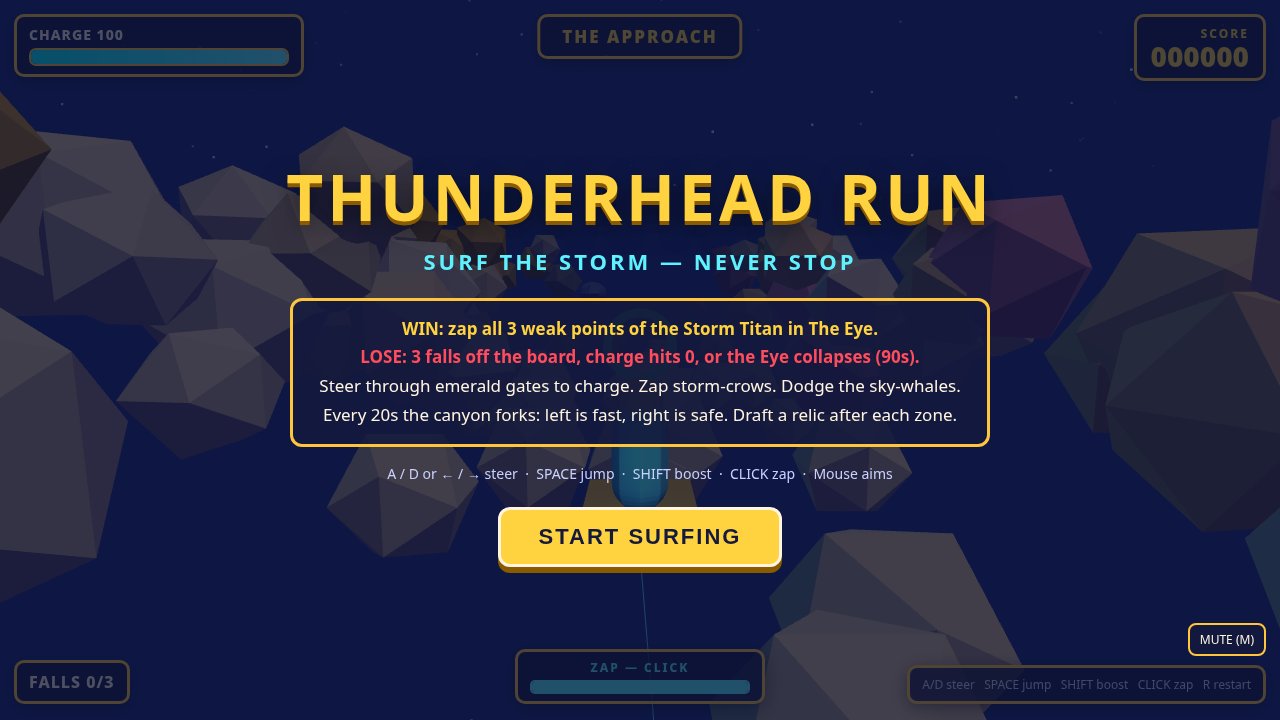 CHARGE 100
THE APPROACH
SCORE
000000
THUNDERHEAD RUN
SURF THE STORM — NEVER STOP
WIN: zap all 3 weak points of the Storm Titan in The Eye.
LOSE: 3 falls off the board, charge hits 0, or the Eye collapses (90s).
Steer through emerald gates to charge. Zap storm-crows. Dodge the sky-whales.
Every 20s the canyon forks: left is fast, right is safe. Draft a relic after each zone.
A / D or ← / → steer · SPACE jump · SHIFT boost · CLICK zap · Mouse aims
START SURFING
MUTE (M)
FALLS 0/3
ZAP — CLICK
A/D steer SPACE jump SHIFT boost CLICK zap R restart